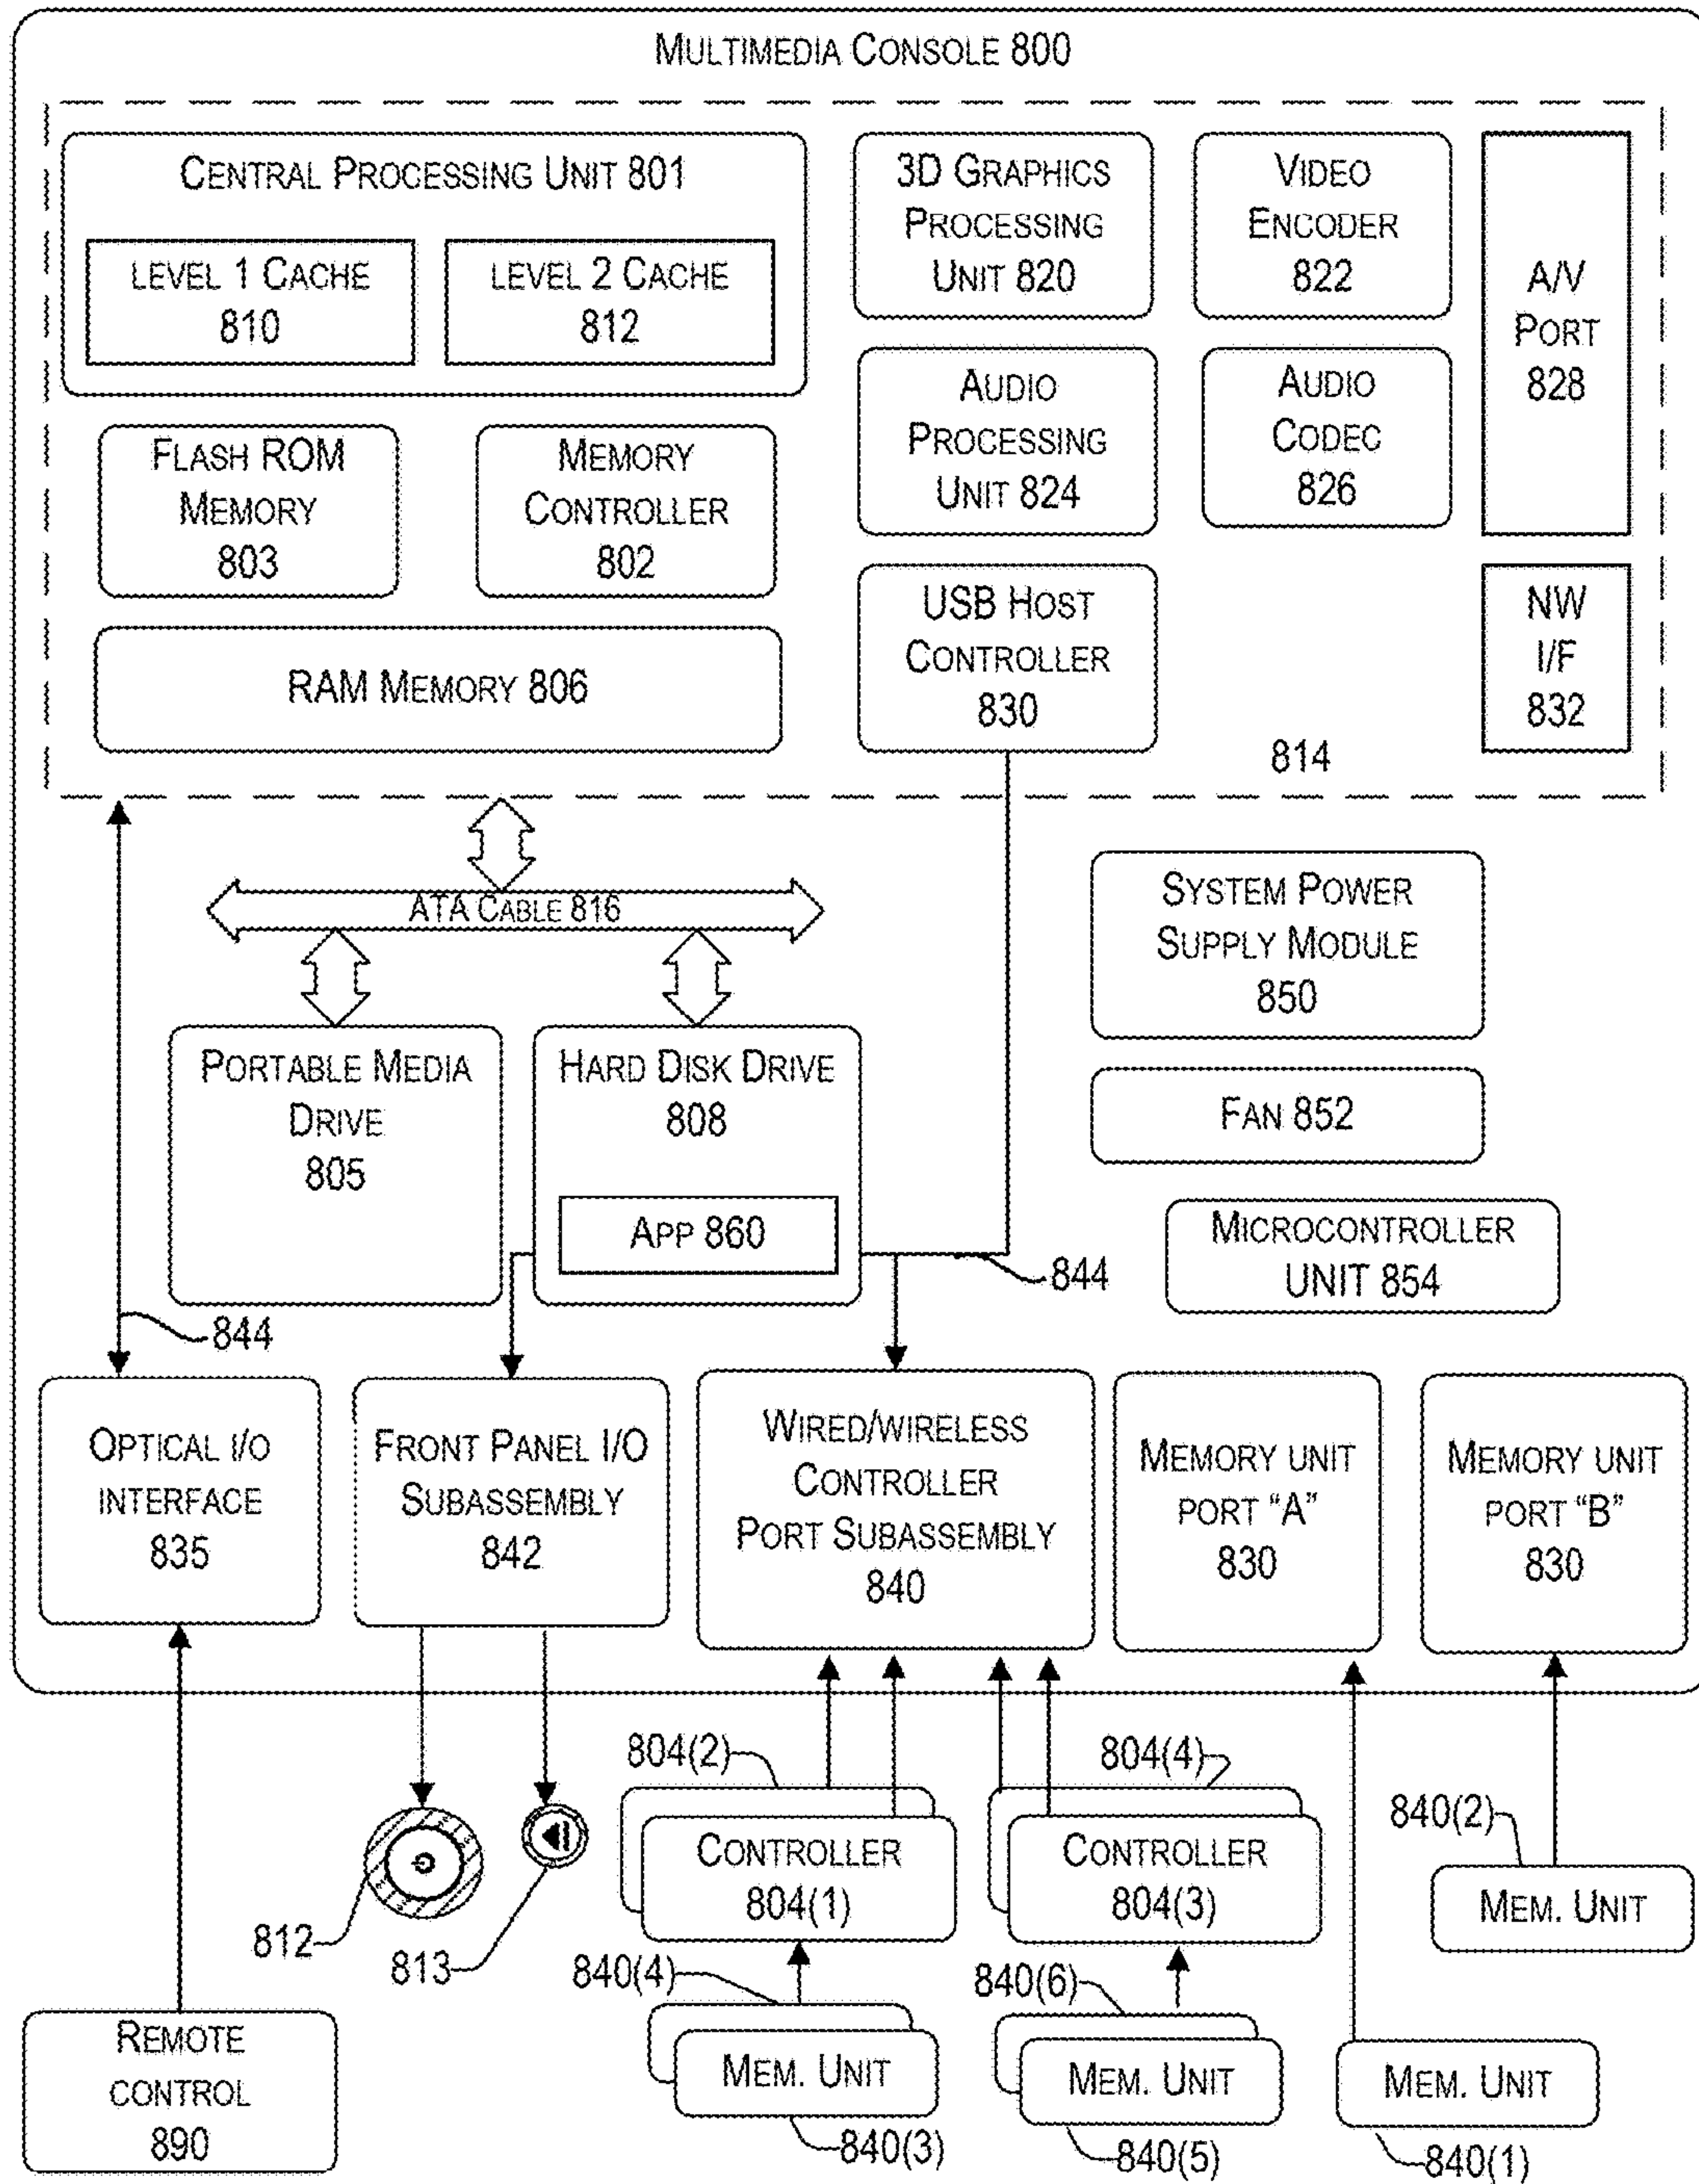 MULTIMEDIA CONSOLE 800
CENTRAL PROCESSING UNIT 801
LEVEL 1 CACHE
810
LEVEL 2 CACHE
812
3D GRAPHICS
PROCESSING
UNIT 820
VIDEO
ENCODER
822
A/V
PORT
828
FLASH ROM
MEMORY
803
MEMORY
CONTROLLER
802
AUDIO
PROCESSING
UNIT 824
AUDIO
CODEC
826
RAM MEMORY 806
USB HOST
CONTROLLER
830
NW
I/F
832
814
ATA CABLE 816
SYSTEM POWER
SUPPLY MODULE
850
PORTABLE MEDIA
DRIVE
805
HARD DISK DRIVE
808
APP 860
FAN 852
MICROCONTROLLER
UNIT 854
844
844
OPTICAL I/O
INTERFACE
835
FRONT PANEL I/O
SUBASSEMBLY
842
WIRED/WIRELESS
CONTROLLER
PORT SUBASSEMBLY
840
MEMORY UNIT
PORT "A"
830
MEMORY UNIT
PORT "B"
830
804(2)
804(4)
840(2)
CONTROLLER
804(1)
CONTROLLER
804(3)
MEM. UNIT
812
813
840(4)
840(6)
REMOTE
CONTROL
890
MEM. UNIT
MEM. UNIT
MEM. UNIT
840(3)
840(5)
840(1)